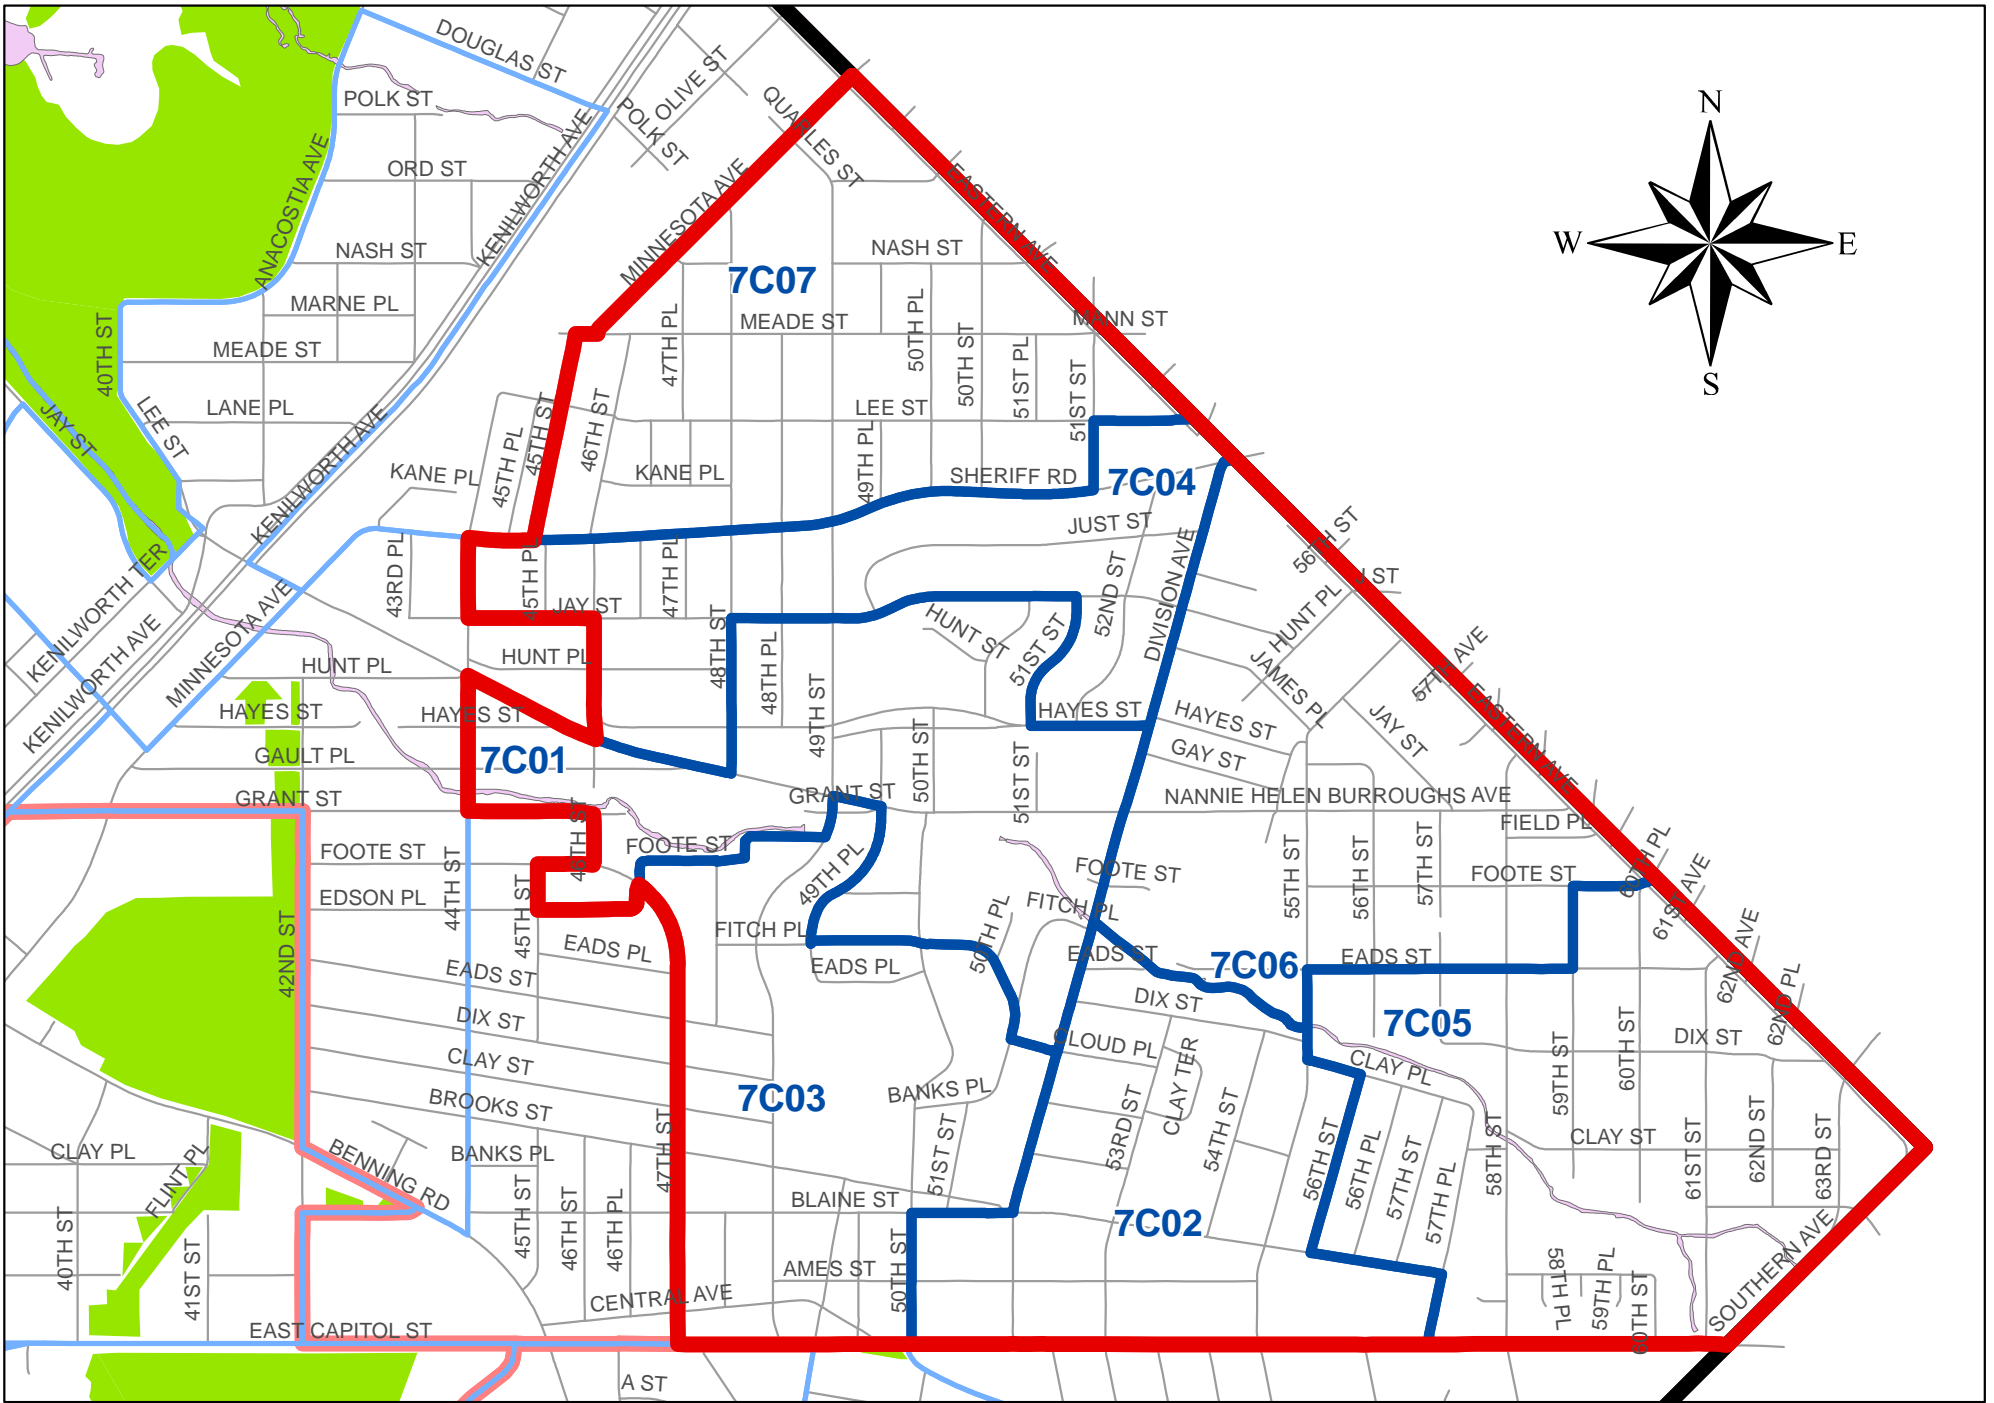 DOUGLAS ST
OLIVE ST
POLK ST
POLK ST
QUARLES ST
N
ORD ST
ANACOSTIA AVE
KENILWORTH AVE
MINNESOTA AVE
EASTERN AVE
NASH ST
NASH ST
W
E
7C07
MARNE PL
MEADE ST
MANN ST
40TH ST
MEADE ST
47TH PL
50TH PL
50TH ST
51ST PL
51ST ST
S
LANE PL
LEE ST
LEE ST
JAY ST
KENILWORTH AVE
45TH PL
45TH ST
46TH ST
KANE PL
KANE PL
49TH PL
SHERIFF RD
7C04
JUST ST
56TH ST
J ST
KENILWORTH TER
43RD PL
45TH PL
47TH PL
52ND ST
DIVISION AVE
JAY ST
HUNT PL
KENILWORTH AVE
MINNESOTA AVE
48TH ST
48TH PL
HUNT ST
51ST ST
JAMES PL
57TH AVE
EASTERN AVE
HUNT PL
HUNT PL
49TH ST
HAYES ST
HAYES ST
HAYES ST
HAYES ST
JAY ST
GAULT PL
7C01
50TH ST
51ST ST
GAY ST
GRANT ST
GRANT ST
NANNIE HELEN BURROUGHS AVE
FIELD PL
46TH ST
FOOTE ST
FOOTE ST
49TH PL
FOOTE ST
55TH ST
56TH ST
57TH ST
FOOTE ST
60TH PL
61ST AVE
EDSON PL
44TH ST
45TH ST
FITCH PL
FITCH PL
42ND ST
EADS PL
EADS PL
50TH PL
EADS ST
EADS ST
7C06
EADS ST
62ND AVE
62ND PL
DIX ST
DIX ST
7C05
DIX ST
CLAY ST
CLOUD PL
CLAY TER
CLAY PL
59TH ST
60TH ST
7C03
BANKS PL
BROOKS ST
53RD ST
54TH ST
CLAY PL
FLINT PL
BENNING RD
BANKS PL
47TH ST
51ST ST
56TH ST
56TH PL
57TH ST
57TH PL
58TH ST
CLAY ST
61ST ST
62ND ST
63RD ST
BLAINE ST
7C02
40TH ST
41ST ST
45TH ST
46TH ST
46TH PL
50TH ST
AMES ST
58TH PL
59TH PL
60TH ST
SOUTHERN AVE
CENTRAL AVE
EAST CAPITOL ST
A ST